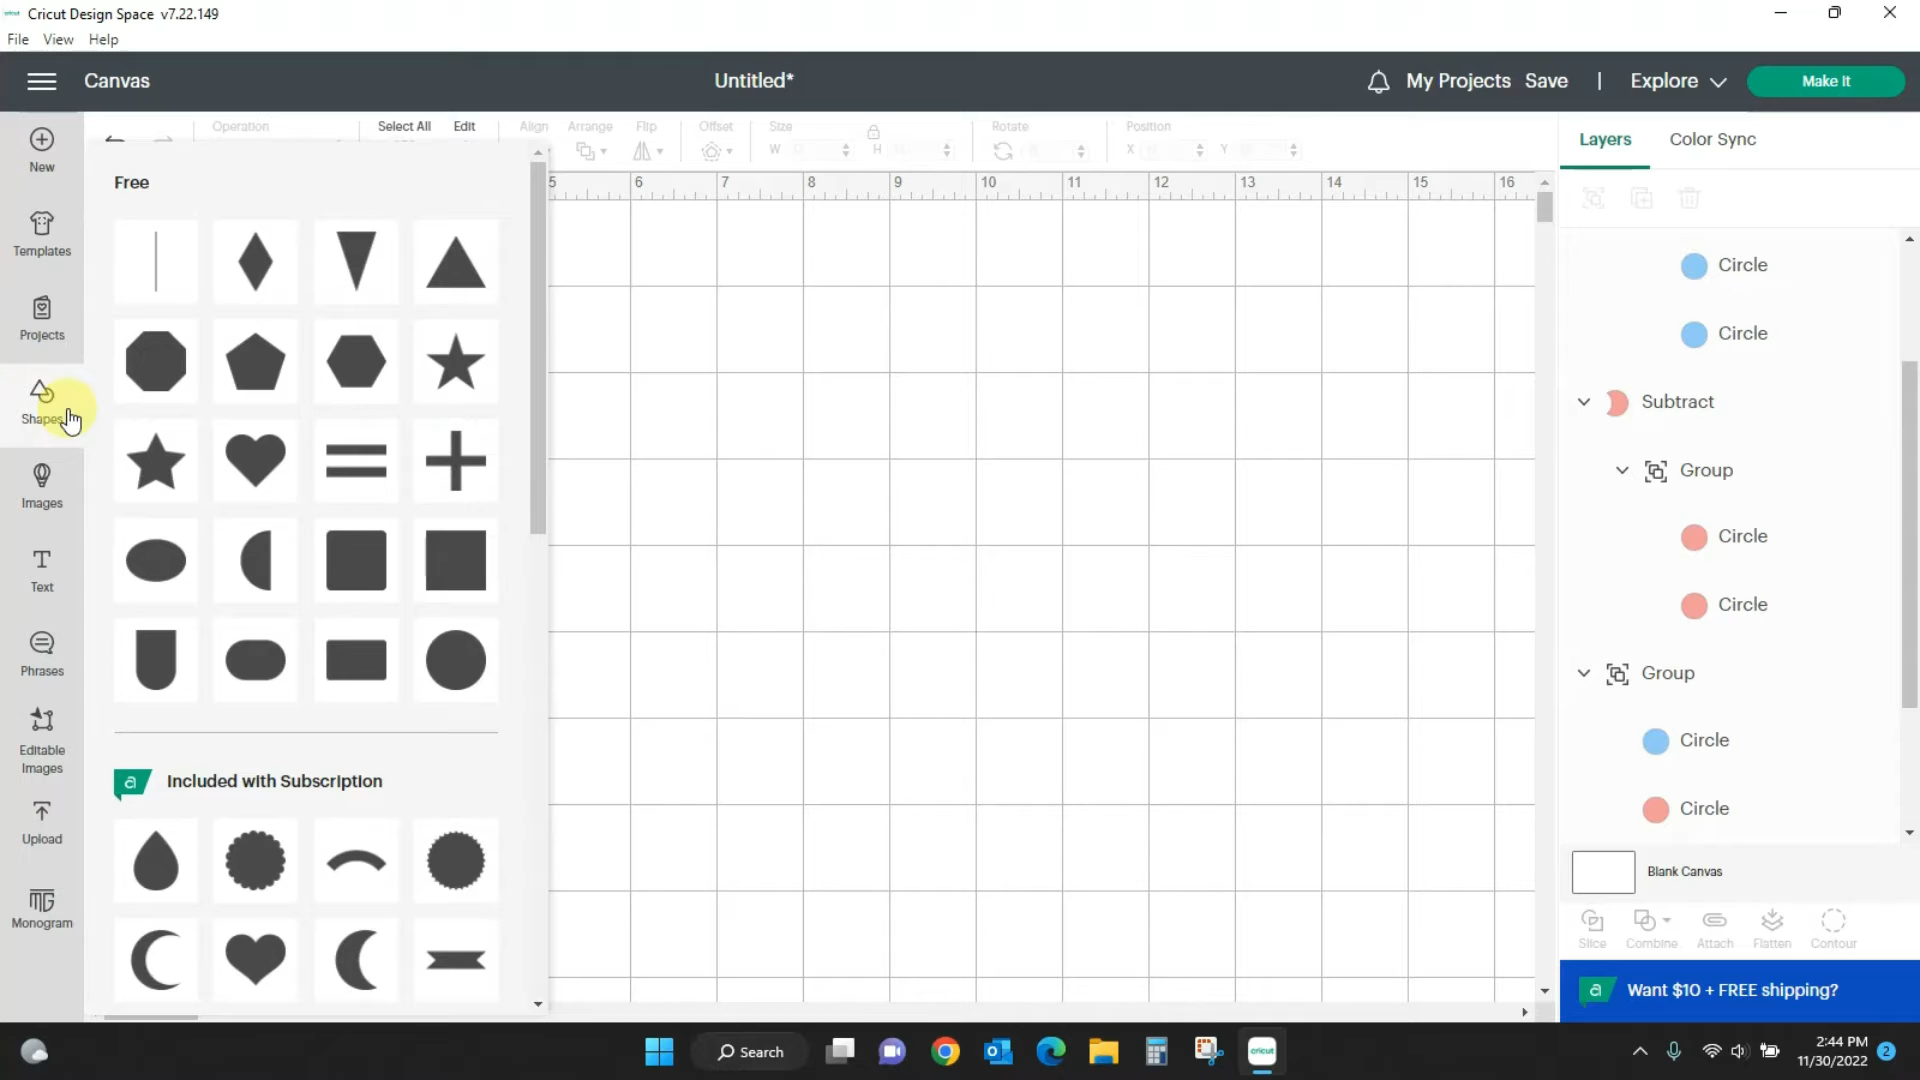 Cricut Design Space v7.22.149
File View Help
Canvas
Untitled*
My Projects Save | Explore
Make It
New
Templates
Projects
Shapes
Images
Text
Phrases
Editable
Images
Upload
Monogram
Operation
Select All
Edit
Align
Arrange
Flip
Offset
Size
W
H
Rotate
Position
X
Y
Free
5 6 7 8 9 10 11 12 13 14 15 16
Included with Subscription
a
Layers
Color Sync
Circle
Circle
Subtract
Group
Circle
Circle
Group
Circle
Circle
Blank Canvas
Slice
Combine
Attach
Flatten
Contour
a
Want $10 + FREE shipping?
Search
cricut
2:44 PM
11/30/2022
2